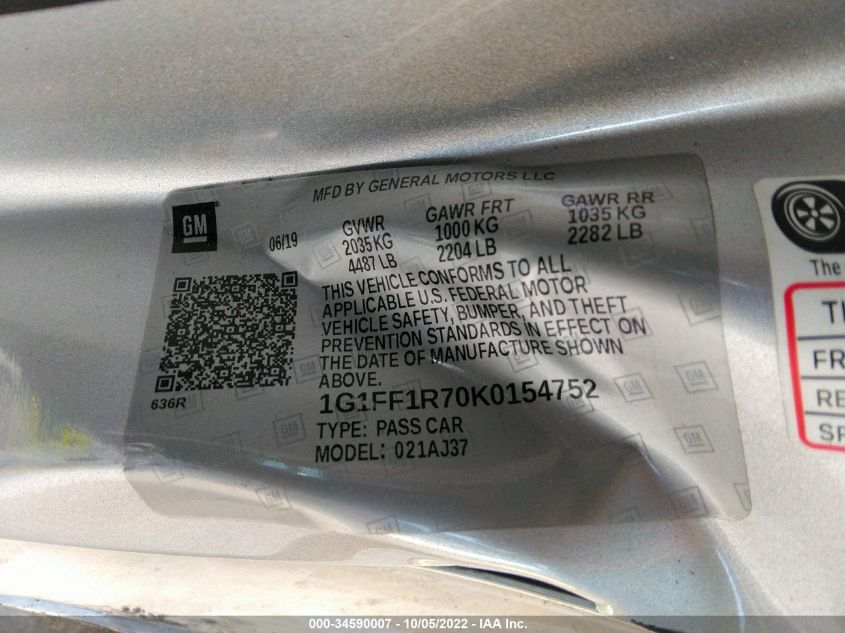 MFD BY GENERAL MOTORS LLC
GM
06/19
GVWR
2035 KG
4487 LB
GAWR FRT
1000 KG
2204 LB
GAWR RR
1035 KG
2282 LB
THIS VEHICLE CONFORMS TO ALL
APPLICABLE U.S. FEDERAL MOTOR
VEHICLE SAFETY, BUMPER, AND THEFT
PREVENTION STANDARDS IN EFFECT ON
THE DATE OF MANUFACTURE SHOWN
ABOVE.
636R
1G1FF1R70K0154752
TYPE: PASS CAR
MODEL: 021AJ37
The
FR
RE
SP
000-34590007 - 10/05/2022 - IAA Inc.